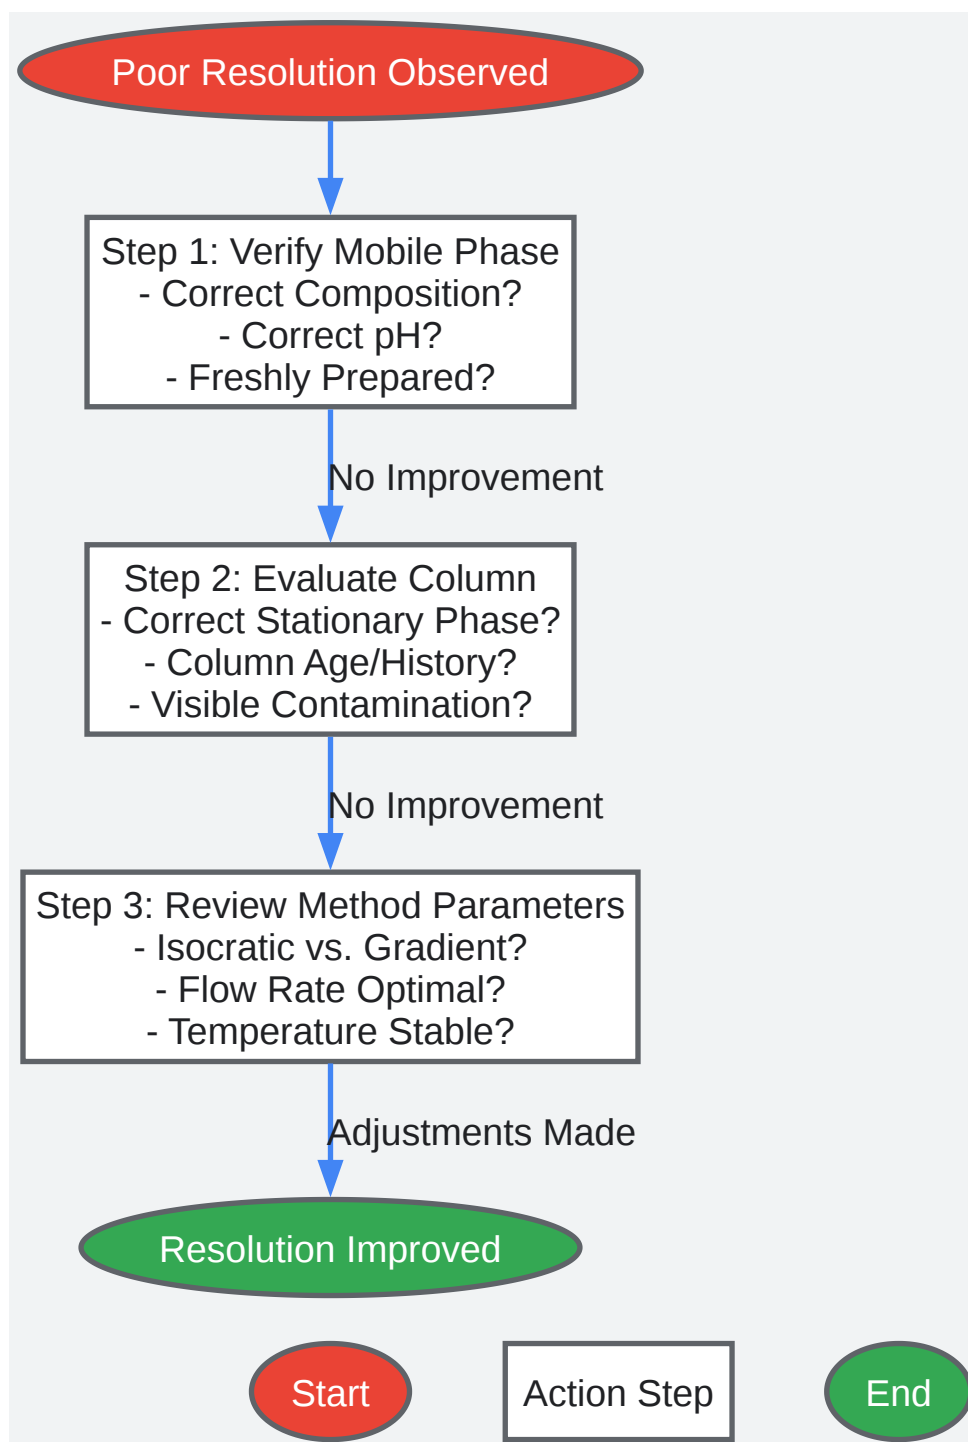 Poor Resolution Observed
Step 1: Verify Mobile Phase
- Correct Composition?
- Correct pH?
- Freshly Prepared?
No Improvement
Step 2: Evaluate Column
- Correct Stationary Phase?
- Column Age/History?
- Visible Contamination?
No Improvement
Step 3: Review Method Parameters
- Isocratic vs. Gradient?
- Flow Rate Optimal?
- Temperature Stable?
Adjustments Made
Resolution Improved
Start
Action Step
End